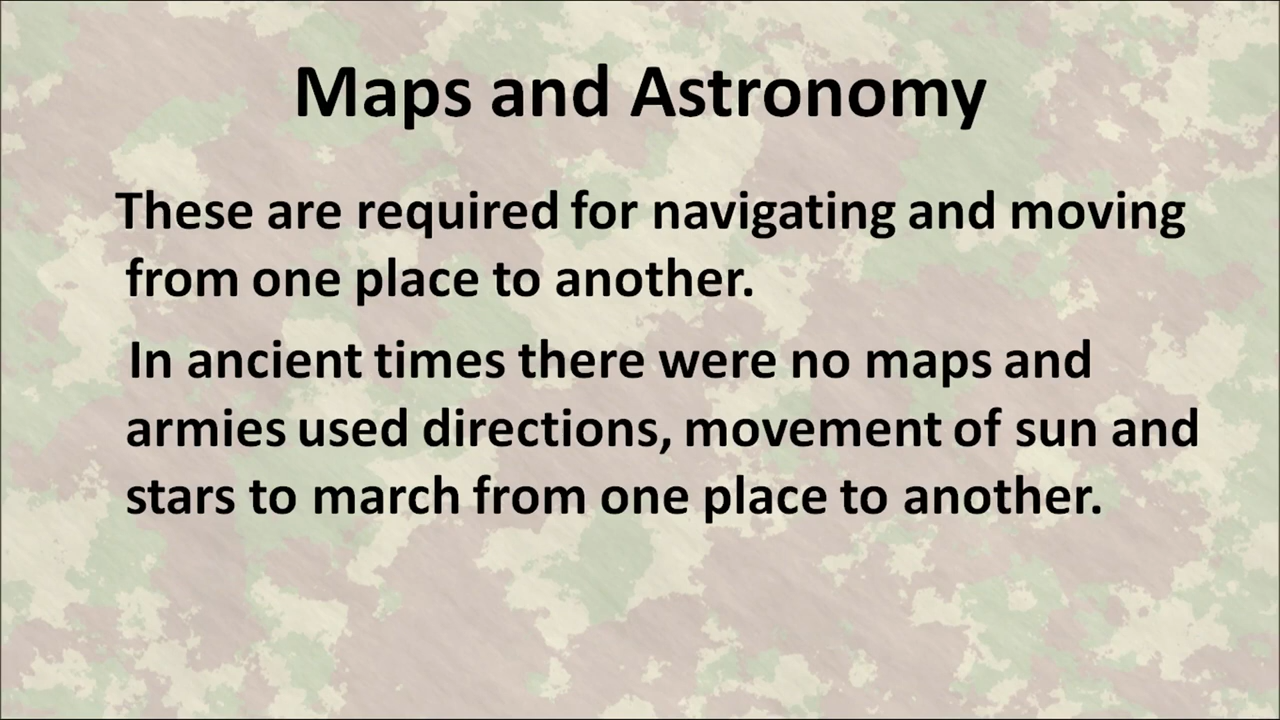 Maps and Astronomy
These are required for navigating and moving
from one place to another.
In ancient times there were no maps and
armies used directions, movement of sun and
stars to march from one place to another.